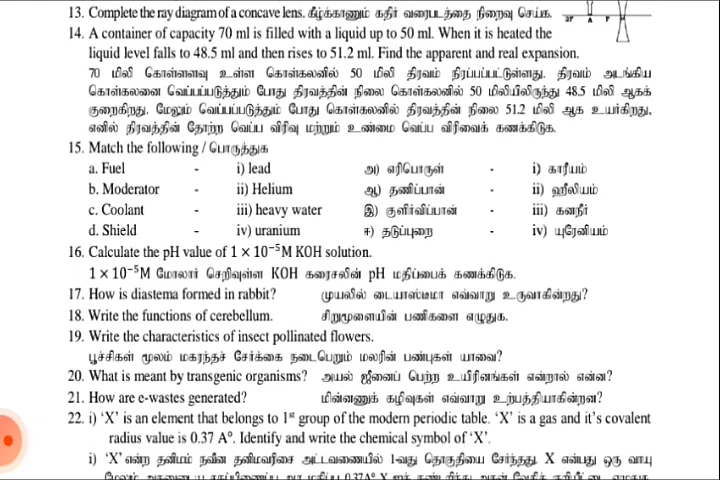 13. Complete the ray diagram of a concave lens. கீழ்க்காணும் கதிர் வரைபடத்தை நிறைவு செய்க.
2F A F
14. A container of capacity 70 ml is filled with a liquid up to 50 ml. When it is heated the
liquid level falls to 48.5 ml and then rises to 51.2 ml. Find the apparent and real expansion.
70 மிலி கொள்ளளவு உள்ள கொள்கலனில் 50 மிலி திரவம் நிரப்பப்பட்டுள்ளது. திரவம் அடங்கிய
கொள்கலனை வெப்பப்படுத்தும் போது திரவத்தின் நிலை கொள்கலனில் 50 மிலியிலிருந்து 48.5 மிலி ஆகக்
குறைகிறது. மேலும் வெப்பப்படுத்தும் போது கொள்கலனில் திரவத்தின் நிலை 51.2 மிலி ஆக உயர்கிறது,
எனில் திரவத்தின் தோற்ற வெப்ப விரிவு மற்றும் உண்மை வெப்ப விரிவைக் கணக்கிடுக.
15. Match the following / பொருத்துக
a. Fuel - i) lead அ) எரிபொருள் - i) காரீயம்
b. Moderator - ii) Helium ஆ) தணிப்பான் - ii) ஹீலியம்
c. Coolant - iii) heavy water இ) குளிர்விப்பான் - iii) கனநீர்
d. Shield - iv) uranium ஈ) தடுப்புறை - iv) யுரேனியம்
16. Calculate the pH value of 1 × 10⁻⁵M KOH solution.
1 × 10⁻⁵M மோலார் செறிவுள்ள KOH கரைசலின் pH மதிப்பைக் கணக்கிடுக.
17. How is diastema formed in rabbit? முயலில் டையாஸ்டீமா எவ்வாறு உருவாகின்றது?
18. Write the functions of cerebellum. சிறுமூளையின் பணிகளை எழுதுக.
19. Write the characteristics of insect pollinated flowers.
பூச்சிகள் மூலம் மகரந்தச் சேர்க்கை நடைபெறும் மலரின் பண்புகள் யாவை?
20. What is meant by transgenic organisms? அயல் ஜீனைப் பெற்ற உயிரினங்கள் என்றால் என்ன?
21. How are e-wastes generated? மின்னணுக் கழிவுகள் எவ்வாறு உற்பத்தியாகின்றன?
22. i) 'X' is an element that belongs to 1ˢᵗ group of the modern periodic table. 'X' is a gas and it's covalent
radius value is 0.37 A°. Identify and write the chemical symbol of 'X'.
i) 'X' என்ற தனிமம் நவீன தனிமவரிசை அட்டவணையில் 1-வது தொகுதியை சேர்ந்தது. X என்பது ஒரு வாயு